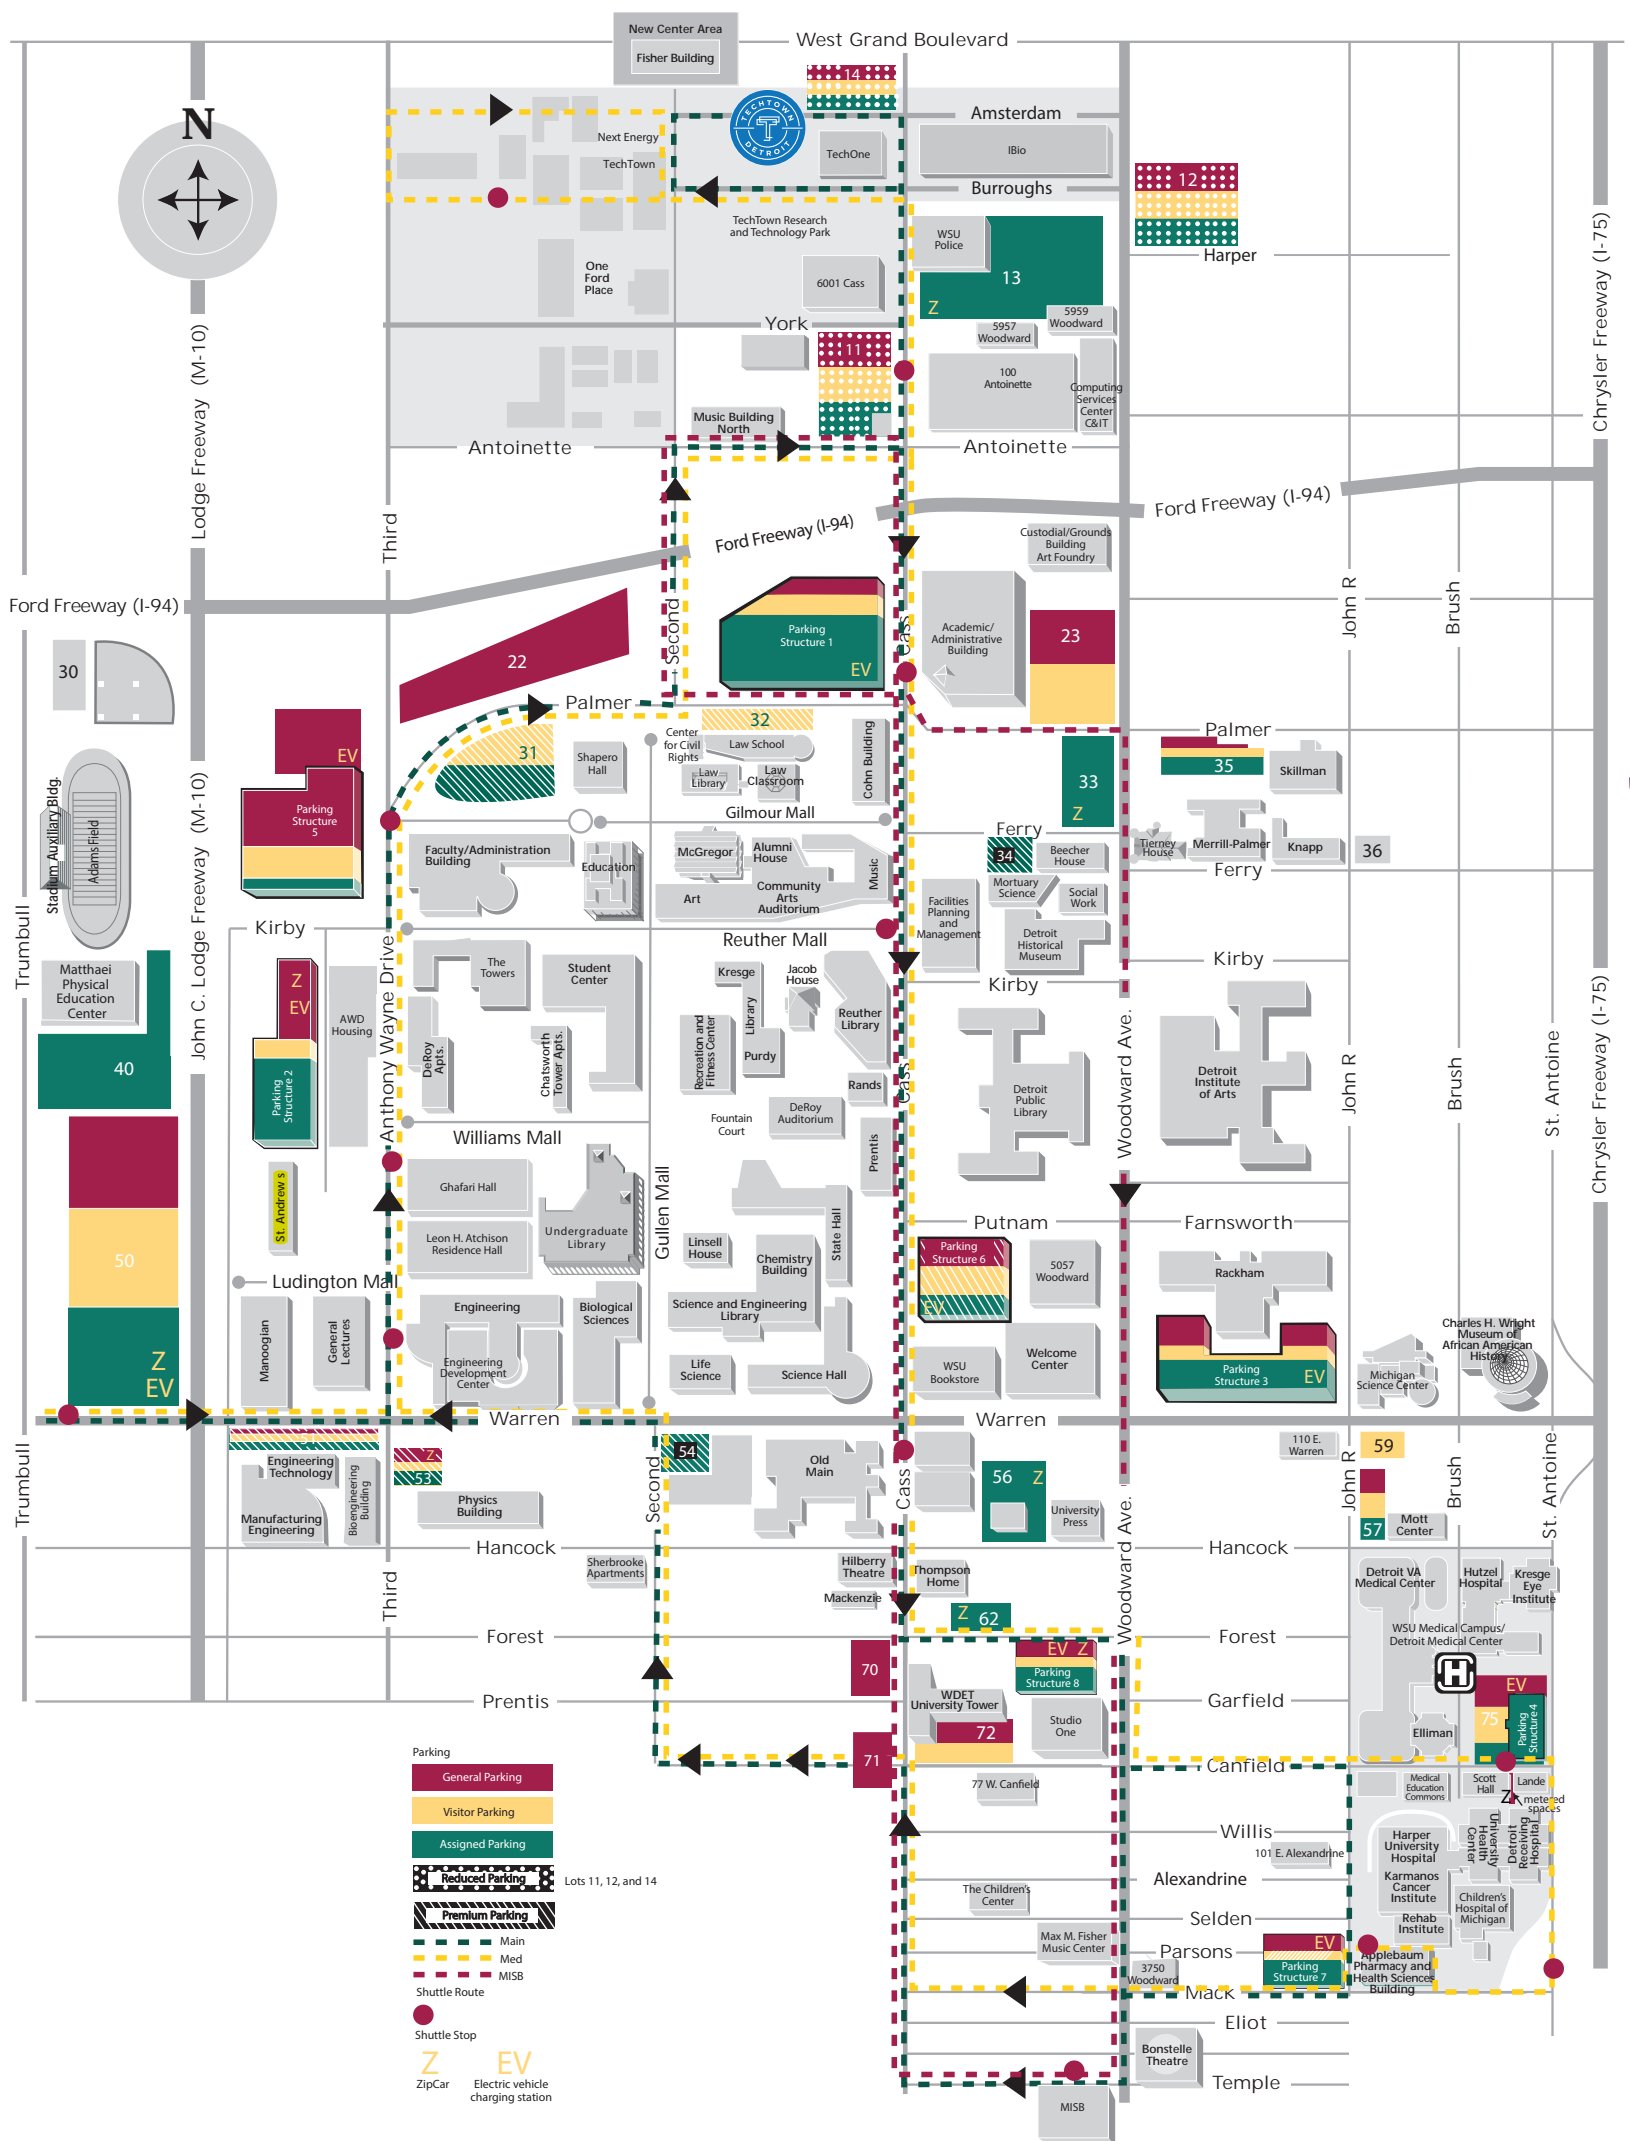 New Center Area
Fisher Building
West Grand Boulevard
14
N
TECHTOWN
T
DETROIT
Amsterdam
Next Energy
TechTown
TechOne
IBio
12
Burroughs
TechTown Research
and Technology Park
WSU
Police
Harper
13
Z
One
Ford
Place
6001 Cass
Chrysler Freeway (I-75)
Lodge Freeway (M-10)
York
5959
Woodward
5957
Woodward
11
100
Antoinette
Computing
Services
Center
C&IT
Music Building
North
Antoinette
Antoinette
Ford Freeway (I-94)
Ford Freeway (I-94)
Third
Custodial/Grounds
Building
Art Foundry
Ford Freeway (I-94)
John R
Brush
Second
Cass
Parking
Structure 1
EV
Academic/
Administrative
Building
23
22
30
Palmer
Palmer
32
31
Center
for Civil
Rights
Law School
Shapero
Hall
Law
Library
Law
Classroom
Cohn Building
33
Z
35
Skillman
EV
Parking
Structure
5
Stadium Auxiliary Bldg.
Adams Field
John C. Lodge Freeway (M-10)
Gilmour Mall
Ferry
Faculty/Administration
Building
Education
McGregor
Alumni
House
Community
Arts
Auditorium
Art
Music
34
Beecher
House
Tierney
House
Merrill-Palmer
Knapp
36
Ferry
Mortuary
Science
Social
Work
Facilities
Planning
and
Management
Detroit
Historical
Museum
Trumbull
Kirby
Reuther Mall
Kirby
Kirby
Matthaei
Physical
Education
Center
Z
EV
AWD
Housing
Anthony Wayne Drive
The
Towers
Student
Center
Kresge
Library
Purdy
Jacob
House
Reuther
Library
Recreation and
Fitness Center
DeRoy
Apts.
Chatsworth
Tower Apts.
40
Parking
Structure 2
Rands
DeRoy
Auditorium
Fountain
Court
Cass
Prentis
Detroit
Public
Library
Woodward Ave.
Detroit
Institute
of Arts
John R
Brush
St. Antoine
Chrysler Freeway (I-75)
Williams Mall
St. Andrew s
Ghafari Hall
Leon H. Atchison
Residence Hall
Undergraduate
Library
Gullen Mall
Linsell
House
State Hall
Chemistry
Building
Putnam
Farnsworth
Parking
Structure 6
EV
5057
Woodward
Rackham
50
Z
EV
Ludington Mall
Manoogian
General
Lectures
Engineering
Engineering
Development
Center
Biological
Sciences
Science and Engineering
Library
Life
Science
Science Hall
WSU
Bookstore
Welcome
Center
Parking
Structure 3
EV
Michigan
Science Center
Charles H. Wright
Museum of
African American
History
Warren
Warren
51
Engineering
Technology
Manufacturing
Engineering
Bioengineering
Building
Z
53
Physics
Building
Second
54
Old
Main
Cass
56
Z
University
Press
Woodward Ave.
110 E.
Warren
59
John R
Brush
St. Antoine
57
Mott
Center
Trumbull
Hancock
Hancock
Third
Sherbrooke
Apartments
Hilberry
Theatre
Mackenzie
Thompson
Home
Detroit VA
Medical Center
Hutzel
Hospital
Kresge
Eye
Institute
Z 62
Forest
Forest
WSU Medical Campus/
Detroit Medical Center
H
70
EV Z
Parking
Structure 8
EV
75
Parking
Structure 4
Prentis
WDET
University Tower
Garfield
72
Studio
One
Elliman
71
Canfield
77 W. Canfield
Medical
Education
Commons
Scott
Hall
Lande
Z
metered
spaces
Parking
General Parking
Visitor Parking
Assigned Parking
Reduced Parking
Lots 11, 12, and 14
Premium Parking
Main
Med
MISB
Shuttle Route
Shuttle Stop
Z
EV
ZipCar
Electric vehicle
charging station
Willis
101 E. Alexandrine
Alexandrine
Harper
University
Hospital
University
Health
Center
Detroit
Receiving
Hospital
Karmanos
Cancer
Institute
The Children's
Center
Selden
Children's
Hospital of
Michigan
Rehab
Institute
Max M. Fisher
Music Center
Parsons
EV
Parking
Structure 7
3750
Woodward
Applebaum
Pharmacy and
Health Sciences
Building
Mack
Eliot
Bonstelle
Theatre
Temple
MISB